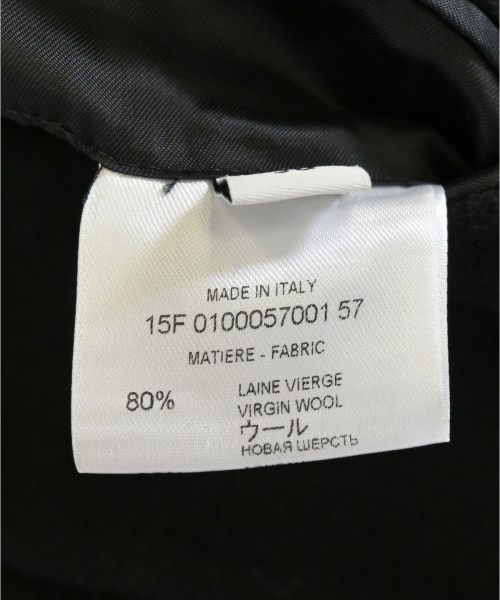 MADE IN ITALY
15F 0100057001 57
MATIERE - FABRIC
80% LAINE VIERGE
VIRGIN WOOL
ウール
НОВАЯ ШЕРСТЬ